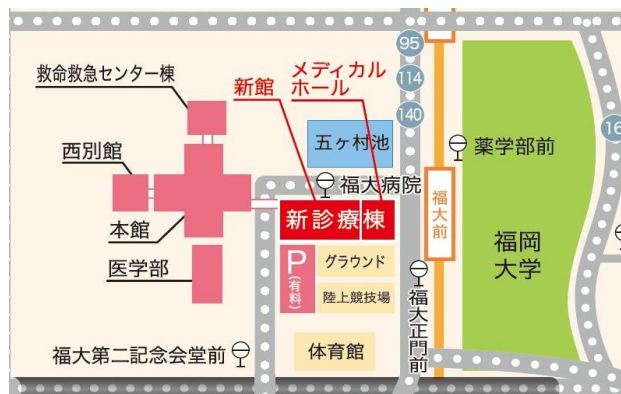 95
救命救急センター棟
新館
メディカル
ホール
114
140
16
五ヶ村池
薬学部前
西別館
福大病院
新診療棟
福大前
本館
福岡
大学
医学部
P
(有料)
グラウンド
陸上競技場
福大正門前
福大第二記念会堂前
体育館